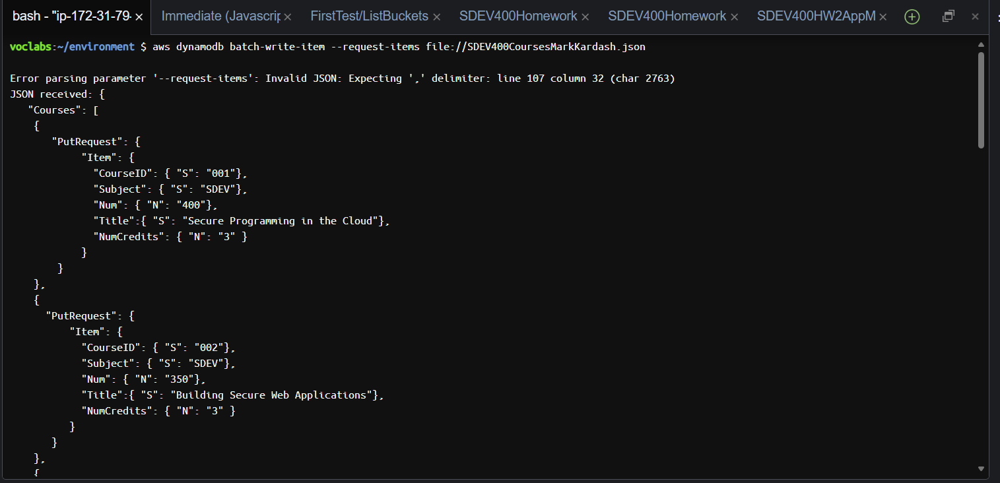 bash - "ip-172-31-79- × Immediate (Javascrip × FirstTest/ListBuckets × SDEV400Homework × SDEV400Homework × SDEV400HW2AppM ×
voclabs:~/environment $ aws dynamodb batch-write-item --request-items file://SDEV400CoursesMarkKardash.json
Error parsing parameter '--request-items': Invalid JSON: Expecting ',' delimiter: line 107 column 32 (char 2763)
JSON received: {
"Courses": [
{
"PutRequest": {
"Item": {
"CourseID": { "S": "001"},
"Subject": { "S": "SDEV"},
"Num": { "N": "400"},
"Title":{ "S": "Secure Programming in the Cloud"},
"NumCredits": { "N": "3" }
}
}
},
{
"PutRequest": {
"Item": {
"CourseID": { "S": "002"},
"Subject": { "S": "SDEV"},
"Num": { "N": "350"},
"Title":{ "S": "Building Secure Web Applications"},
"NumCredits": { "N": "3" }
}
}
},
{